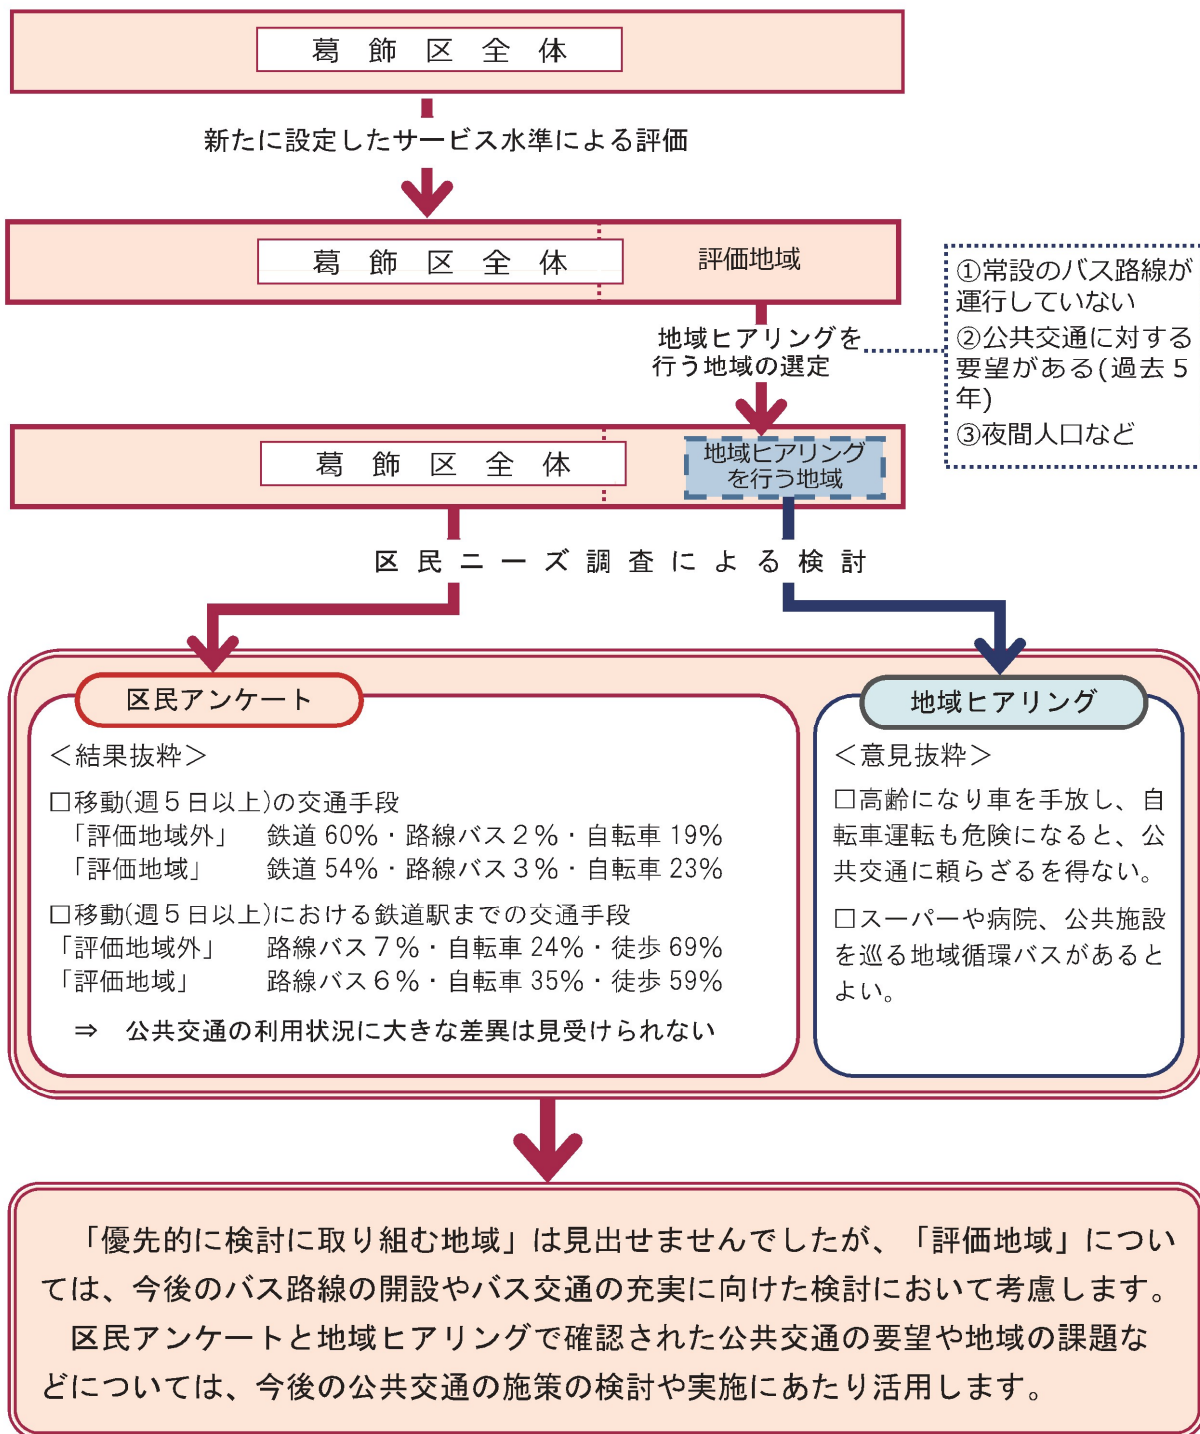 葛飾区全体
新たに設定したサービス水準による評価
葛飾区全体
評価地域
地域ヒアリングを
行う地域の選定
①常設のバス路線が
運行していない
②公共交通に対する
要望がある(過去５
年)
③夜間人口など
葛飾区全体
地域ヒアリング
を行う地域
区民ニーズ調査による検討
区民アンケート
＜結果抜粋＞
□移動(週５日以上)の交通手段
「評価地域外」　鉄道 60%・路線バス２%・自転車 19%
「評価地域」　鉄道 54%・路線バス３%・自転車 23%
□移動(週５日以上)における鉄道駅までの交通手段
「評価地域外」　路線バス７%・自転車 24%・徒歩 69%
「評価地域」　路線バス６%・自転車 35%・徒歩 59%
⇒　公共交通の利用状況に大きな差異は見受けられない
地域ヒアリング
＜意見抜粋＞
□高齢になり車を手放し、自
転車運転も危険になると、公
共交通に頼らざるを得ない。
□スーパーや病院、公共施設
を巡る地域循環バスがあると
よい。
「優先的に検討に取り組む地域」は見出せませんでしたが、「評価地域」につい
ては、今後のバス路線の開設やバス交通の充実に向けた検討において考慮します。
区民アンケートと地域ヒアリングで確認された公共交通の要望や地域の課題な
どについては、今後の公共交通の施策の検討や実施にあたり活用します。